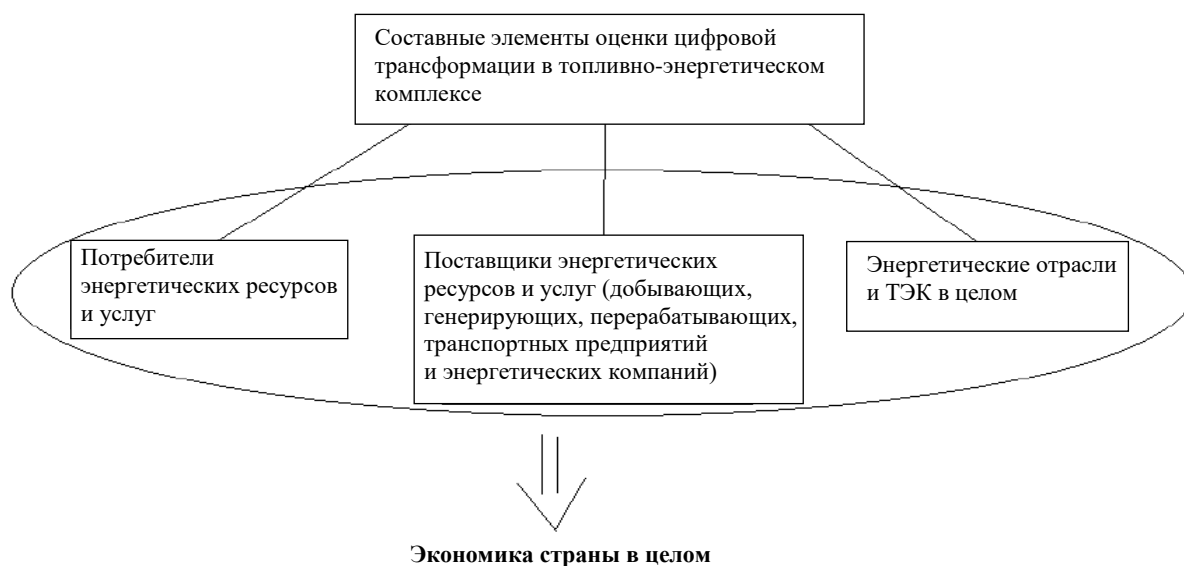 Составные элементы оценки цифровой
трансформации в топливно-энергетическом
комплексе
Потребители
энергетических ресурсов
и услуг
Поставщики энергетических
ресурсов и услуг (добывающих,
генерирующих, перерабатывающих,
транспортных предприятий
и энергетических компаний)
Энергетические отрасли
и ТЭК в целом
Экономика страны в целом